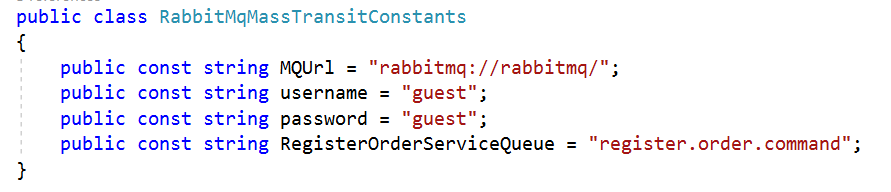 public class RabbitMqMassTransitConstants
{
public const string MQUrl = "rabbitmq://rabbitmq/";
public const string username = "guest";
public const string password = "guest";
public const string RegisterOrderServiceQueue = "register.order.command";
}